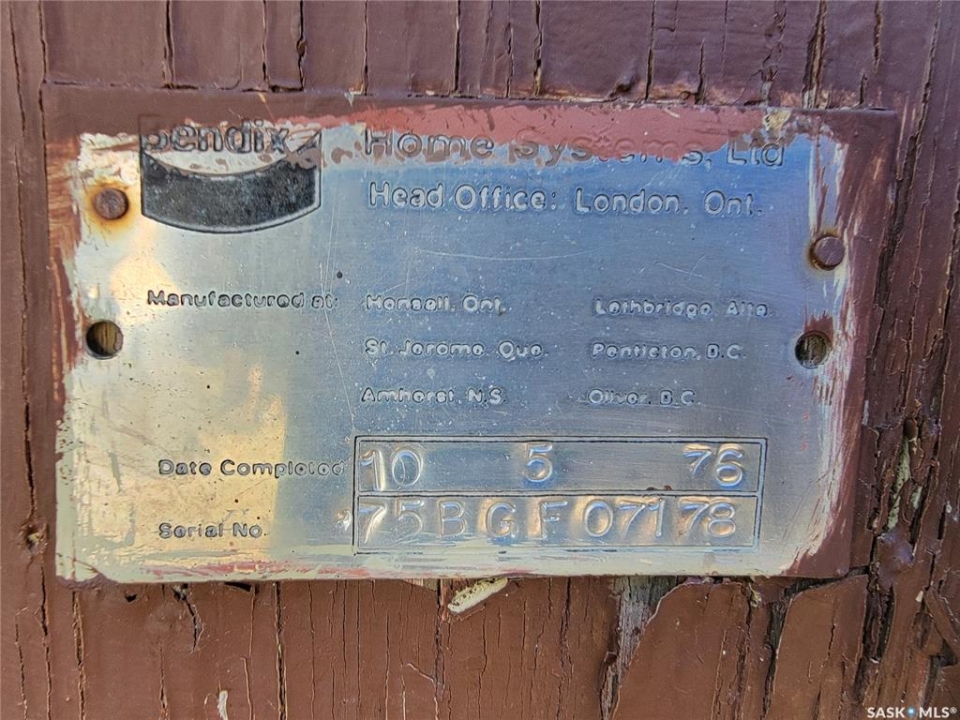 Bendix
Home Systems, Ltd
Head Office: London, Ont.
Manufactured at: Hensall, Ont. Lethbridge, Alta.
St. Jerome, Que. Penticton, B.C.
Amherst, N.S. Oliver, B.C.
Date Completed 10 5 76
Serial No. 75BGF07178
SASK MLS®